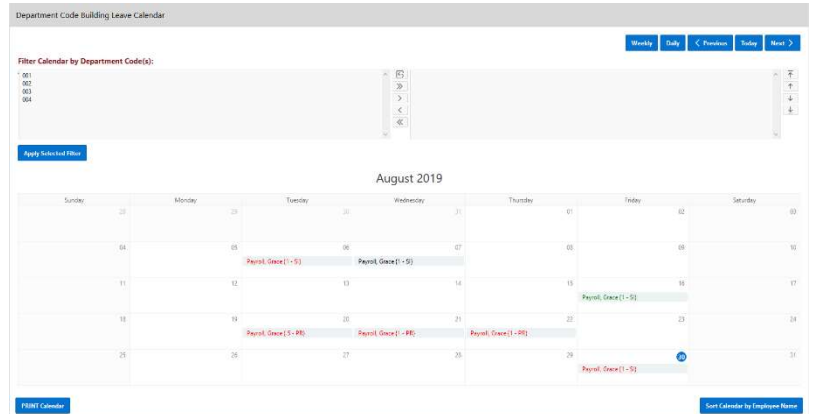 Department Code Building Leave Calendar
Weekly Daily < Previous Today Next >
Filter Calendar by Department Code(s):
001
002
003
004
Apply Selected Filter
August 2019
Sunday Monday Tuesday Wednesday Thursday Friday Saturday
28 29 30 31 01 02 03
04 05 06 07 08 09 10
Payroll, Grace (1 - SI) Payroll, Grace (1 - SI)
11 12 13 14 15 16 17
Payroll, Grace (1 - SI)
18 19 20 21 22 23 24
Payroll, Grace (.5 - PR) Payroll, Grace (1 - PR) Payroll, Grace (1 - PR)
25 26 27 28 29 30 31
Payroll, Grace (1 - SI)
PRINT Calendar Sort Calendar by Employee Name